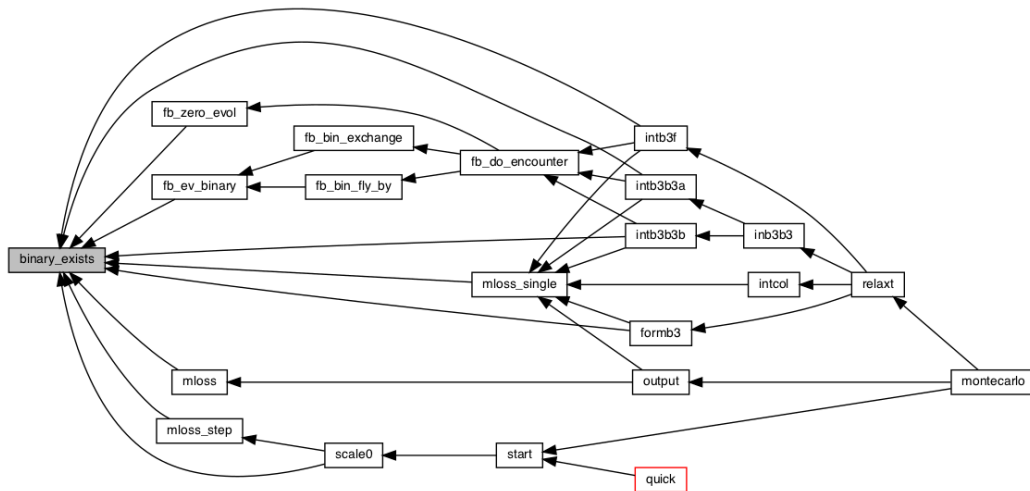 fb_zero_evol
fb_bin_exchange
intb3f
fb_do_encounter
fb_ev_binary
fb_bin_fly_by
intb3b3a
intb3b3b
inb3b3
binary_exists
mloss_single
intcol
relaxt
formb3
mloss
output
montecarlo
mloss_step
scale0
start
quick